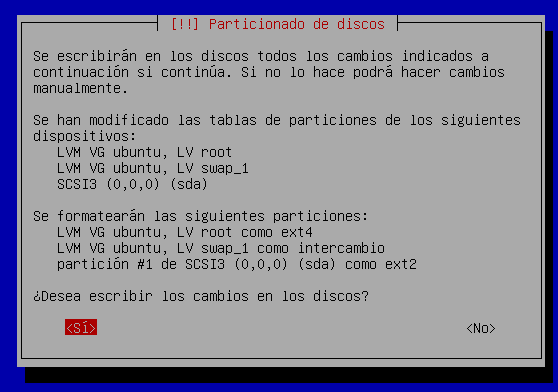 [!!] Particionado de discos
Se escribirán en los discos todos los cambios indicados a
continuación si continúa. Si no lo hace podrá hacer cambios
manualmente.
Se han modificado las tablas de particiones de los siguientes
dispositivos:
LVM VG ubuntu, LV root
LVM VG ubuntu, LV swap_1
SCSI3 (0,0,0) (sda)
Se formatearán las siguientes particiones:
LVM VG ubuntu, LV root como ext4
LVM VG ubuntu, LV swap_1 como intercambio
partición #1 de SCSI3 (0,0,0) (sda) como ext2
¿Desea escribir los cambios en los discos?
<Sí> <No>